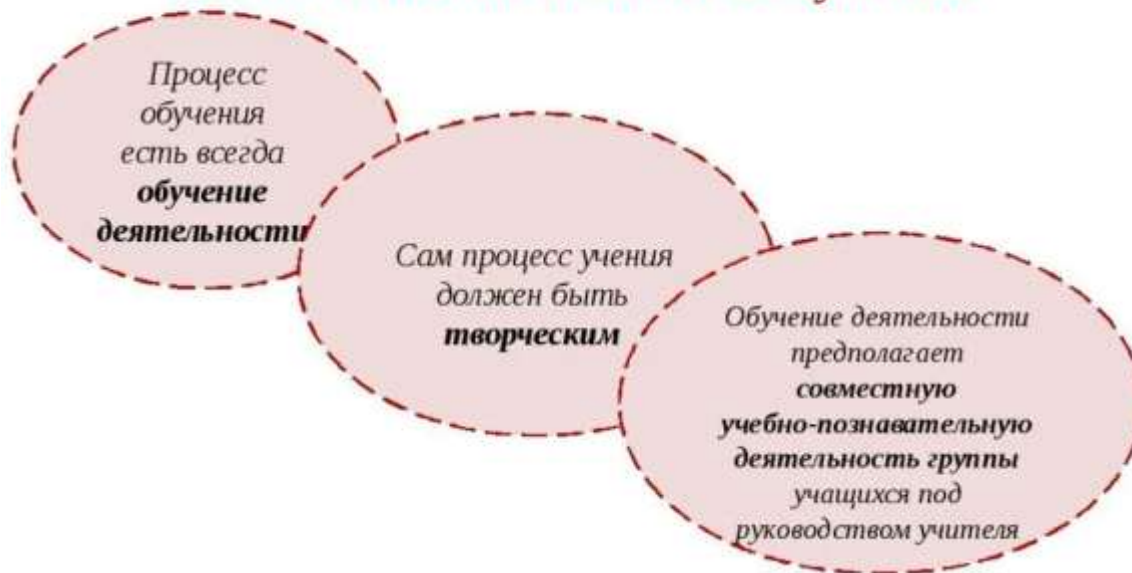 Процесс
обучения
есть всегда
обучение
деятельности
Сам процесс учения
должен быть
творческим
Обучение деятельности
предполагает
совместную
учебно-познавательную
деятельность группы
учащихся под
руководством учителя